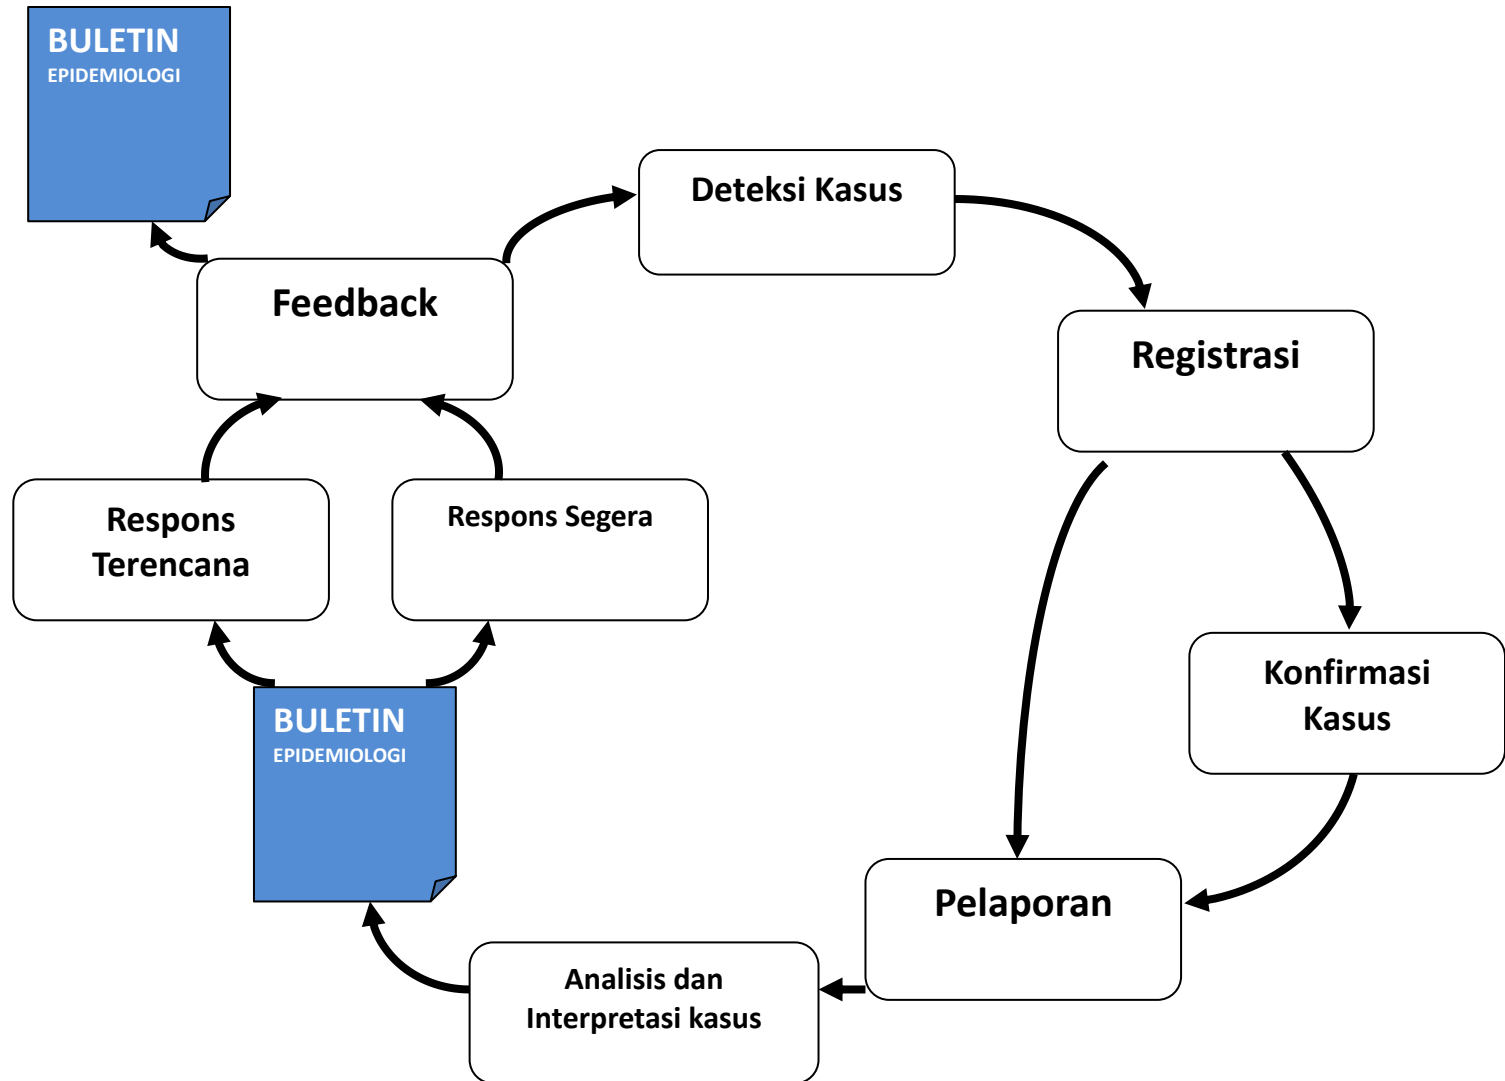 BULETIN
EPIDEMIOLOGI
Deteksi Kasus
Feedback
Registrasi
Respons
Terencana
Respons Segera
Konfirmasi
Kasus
BULETIN
EPIDEMIOLOGI
Pelaporan
Analisis dan
Interpretasi kasus